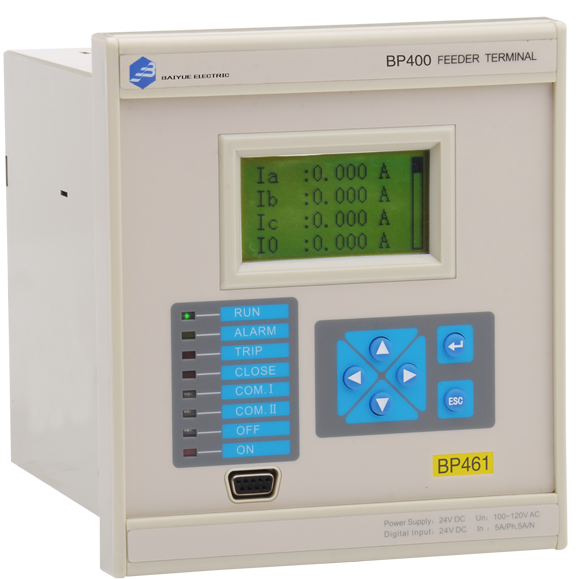 BAIYUE ELECTRIC
BP400 FEEDER TERMINAL
Ia :0.000 A
Ib :0.000 A
Ic :0.000 A
I0 :0.000 A
RUN
ALARM
TRIP
CLOSE
COM.I
COM.II
OFF
ON
ESC
BP461
Power Supply: 24V DC Un: 100~120V AC
Digital Input: 24V DC In : 5A/Ph,5A/N